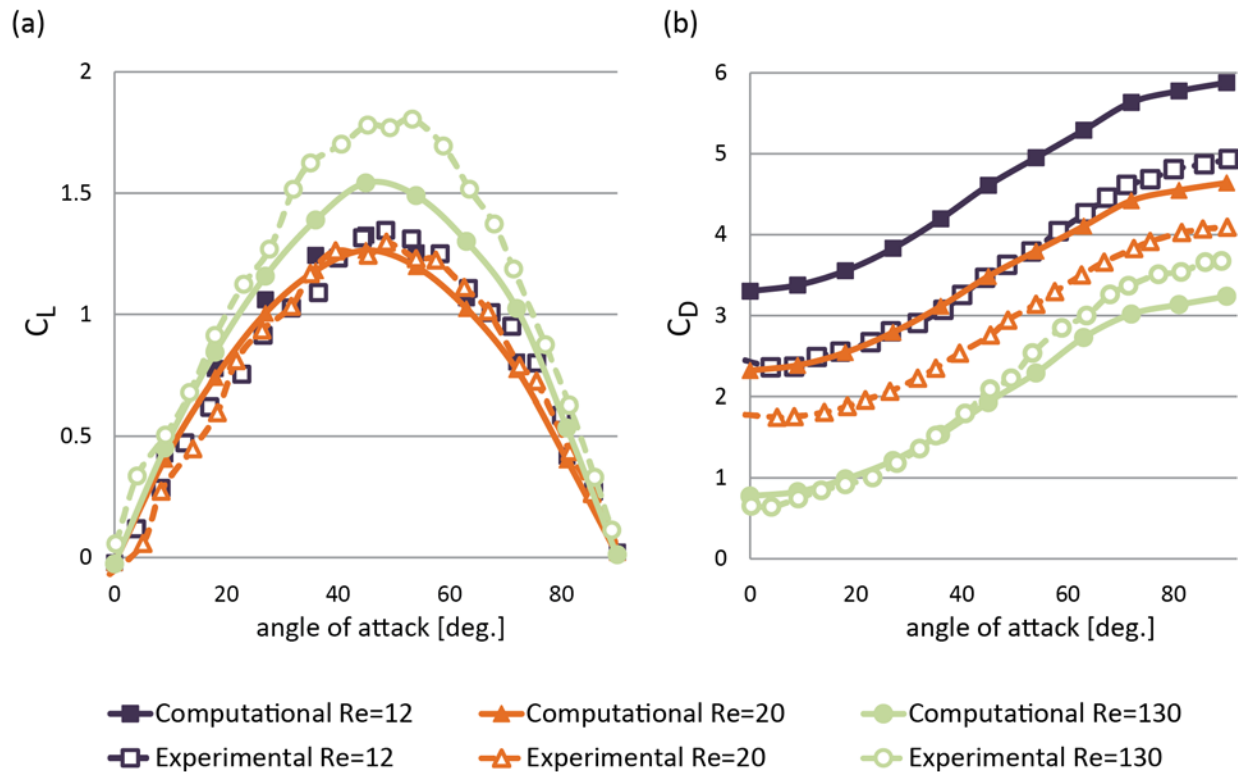 (a)
(b)
2
1.5
1
0.5
0
C_L
0 20 40 60 80
angle of attack [deg.]
6
5
4
3
2
1
0
C_D
0 20 40 60 80
angle of attack [deg.]
Computational Re=12 Computational Re=20 Computational Re=130
Experimental Re=12 Experimental Re=20 Experimental Re=130